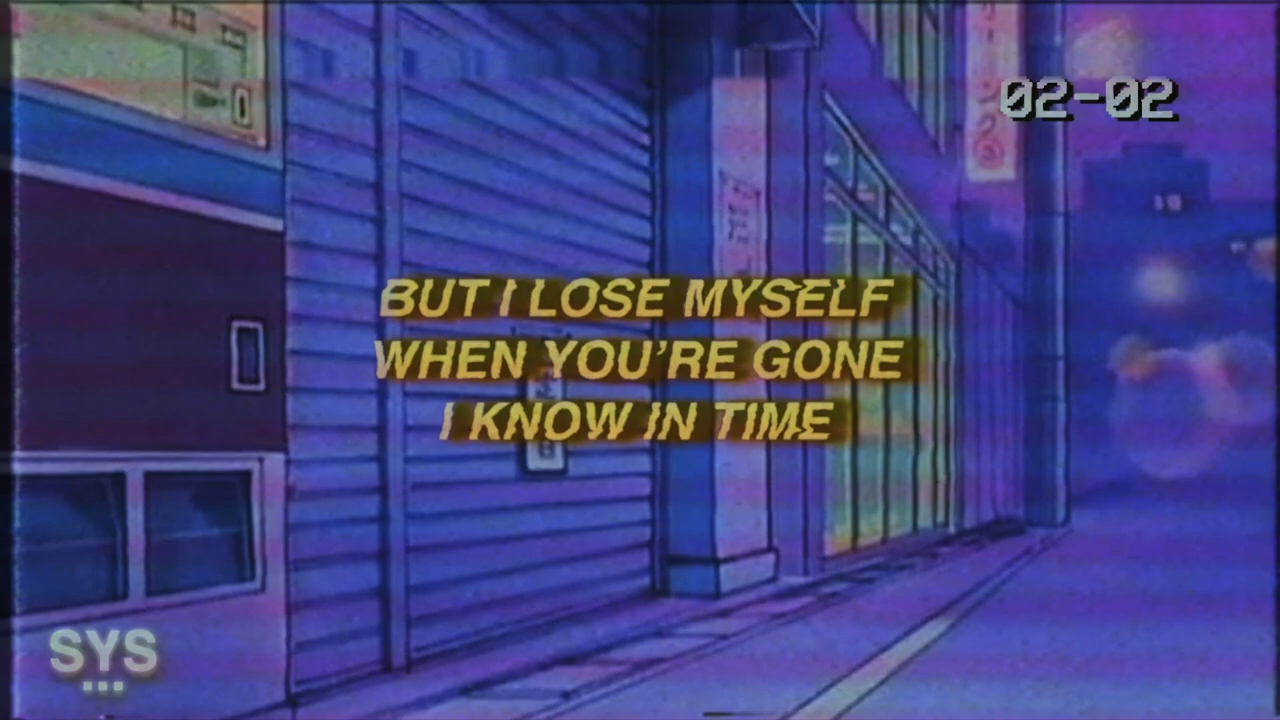 02-02
BUT I LOSE MYSELF
WHEN YOU'RE GONE
I KNOW IN TIME
SYS